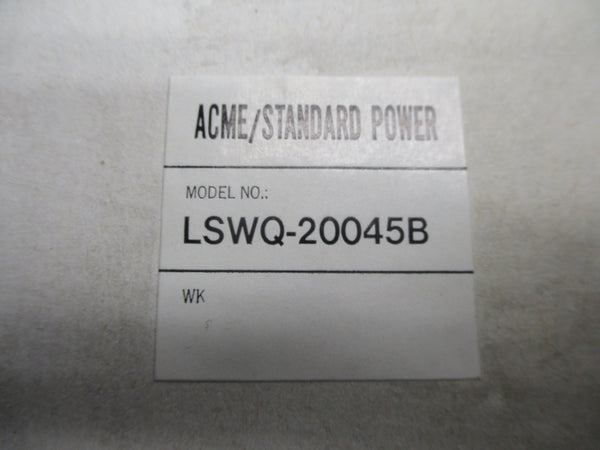 ACME/STANDARD POWER
MODEL NO.:
LSWQ-20045B
WK